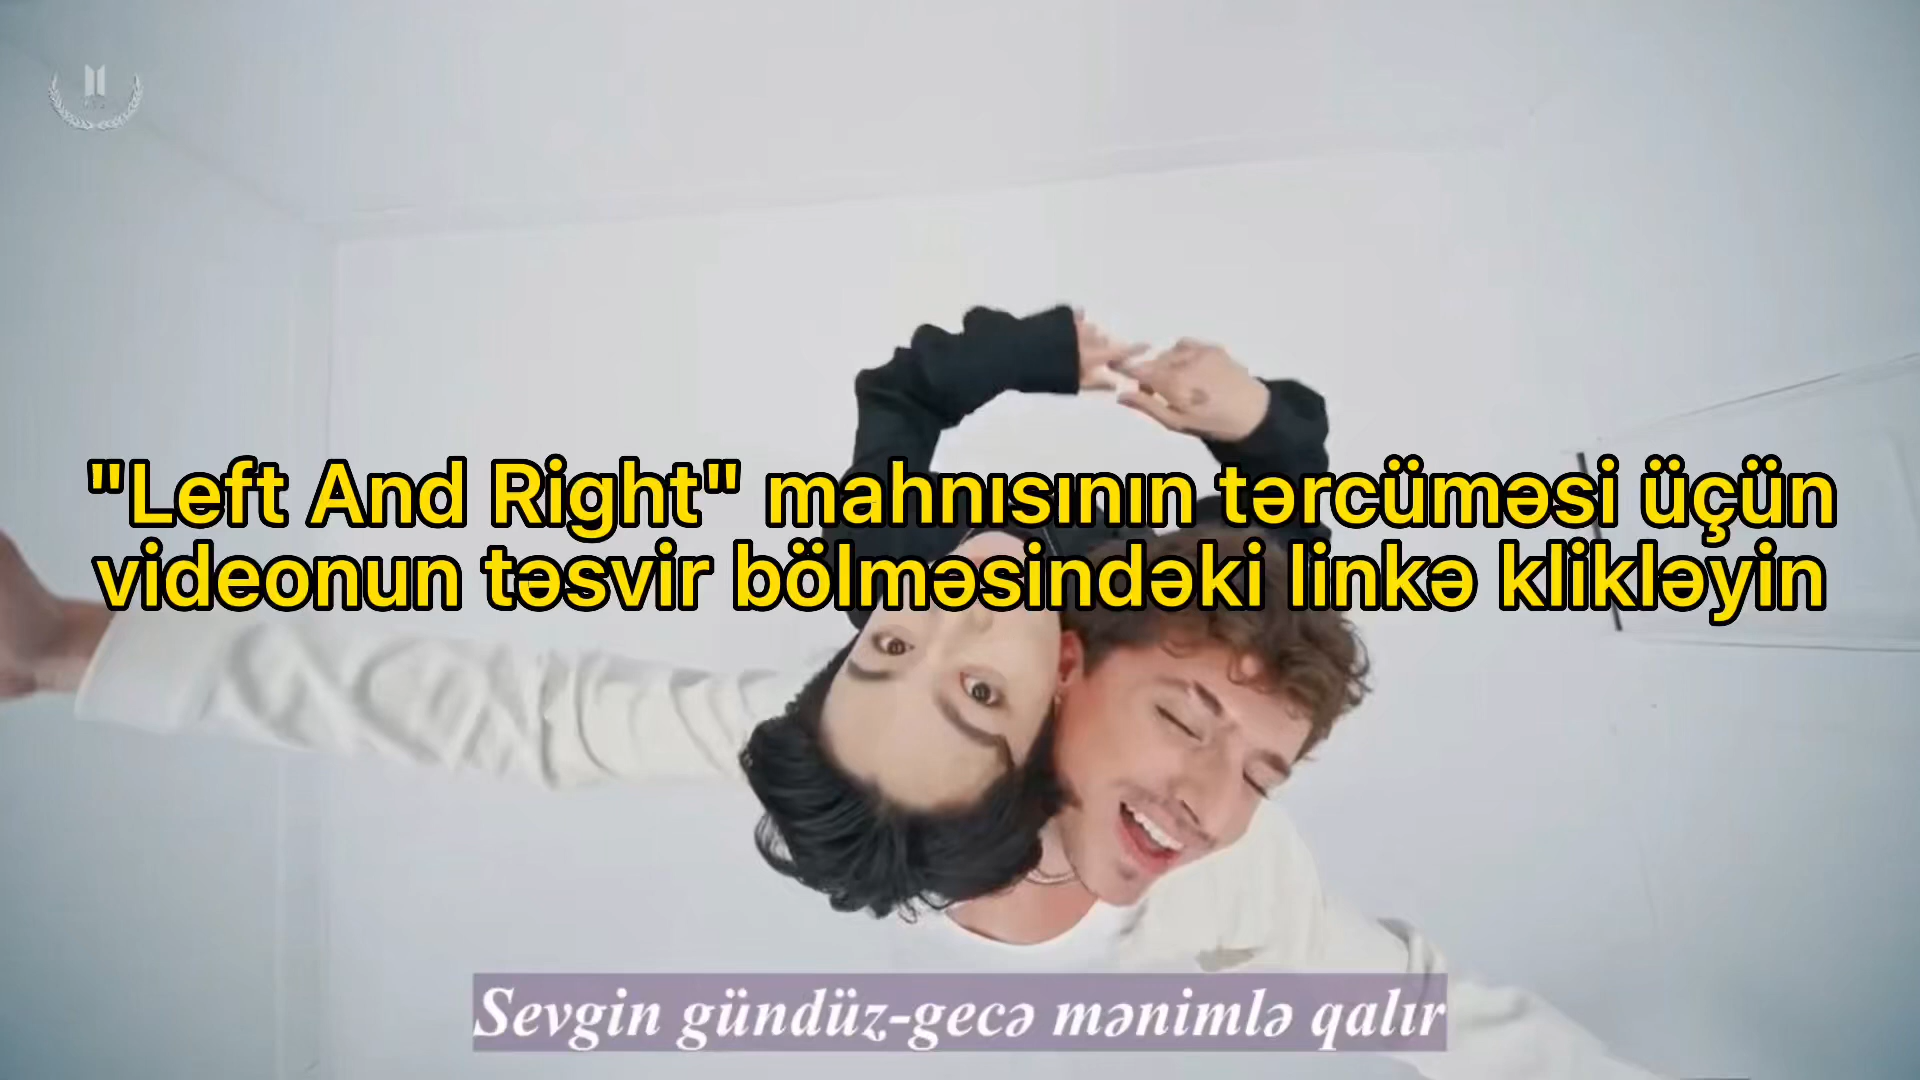 "Left And Right" mahnısının tərcüməsi üçün
videonun təsvir bölməsindəki linkə klikləyin
Sevgin gündüz-gecə mənimlə qalır